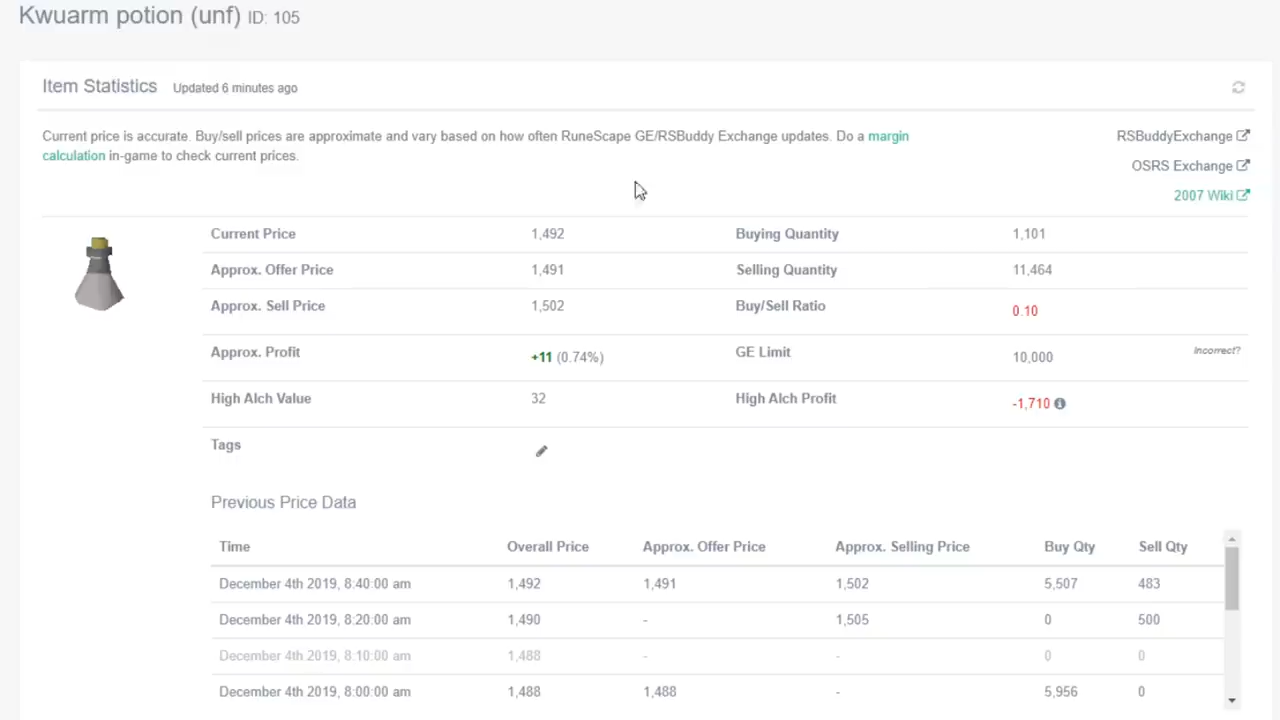 Kwuarm potion (unf) ID: 105
Item Statistics Updated 6 minutes ago
Current price is accurate. Buy/sell prices are approximate and vary based on how often RuneScape GE/RSBuddy Exchange updates. Do a margin
calculation in-game to check current prices.
RSBuddyExchange
OSRS Exchange
2007 Wiki
Current Price 1,492 Buying Quantity 1,101
Approx. Offer Price 1,491 Selling Quantity 11,464
Approx. Sell Price 1,502 Buy/Sell Ratio 0.10
Approx. Profit +11 (0.74%) GE Limit 10,000 Incorrect?
High Alch Value 32 High Alch Profit -1,710
Tags
Previous Price Data
Time Overall Price Approx. Offer Price Approx. Selling Price Buy Qty Sell Qty
December 4th 2019, 8:40:00 am 1,492 1,491 1,502 5,507 483
December 4th 2019, 8:20:00 am 1,490 - 1,505 0 500
December 4th 2019, 8:10:00 am 1,488 - - 0 0
December 4th 2019, 8:00:00 am 1,488 1,488 - 5,956 0